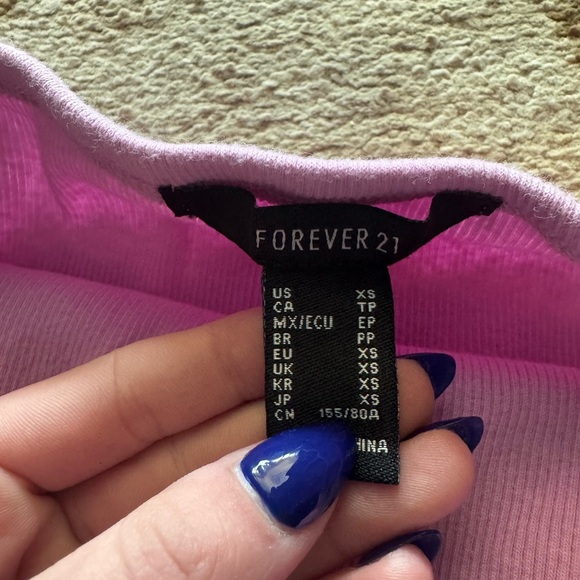 FOREVER 21
US XS
CA TP
MX/ECU EP
BR PP
EU XS
UK XS
KR XS
JP XS
CN 155/80A